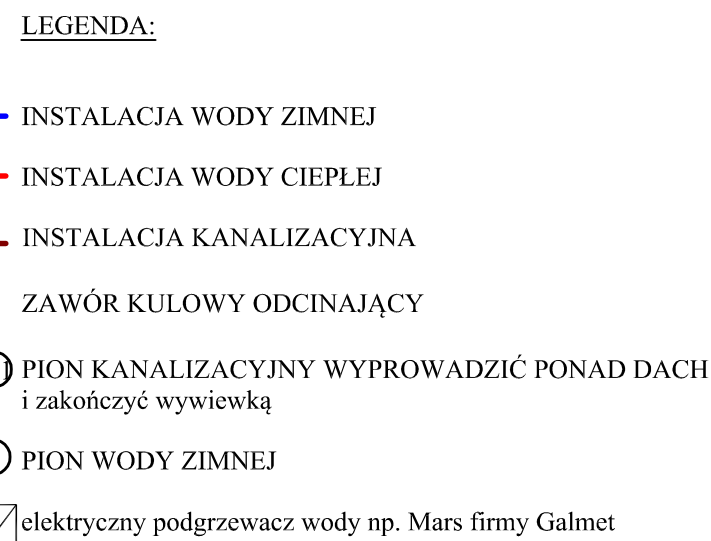 LEGENDA:
INSTALACJA WODY ZIMNEJ
INSTALACJA WODY CIEPŁEJ
INSTALACJA KANALIZACYJNA
ZAWÓR KULOWY ODCINAJĄCY
PION KANALIZACYJNY WYPROWADZIĆ PONAD DACH
i zakończyć wywiewką
PION WODY ZIMNEJ
elektryczny podgrzewacz wody np. Mars firmy Galmet